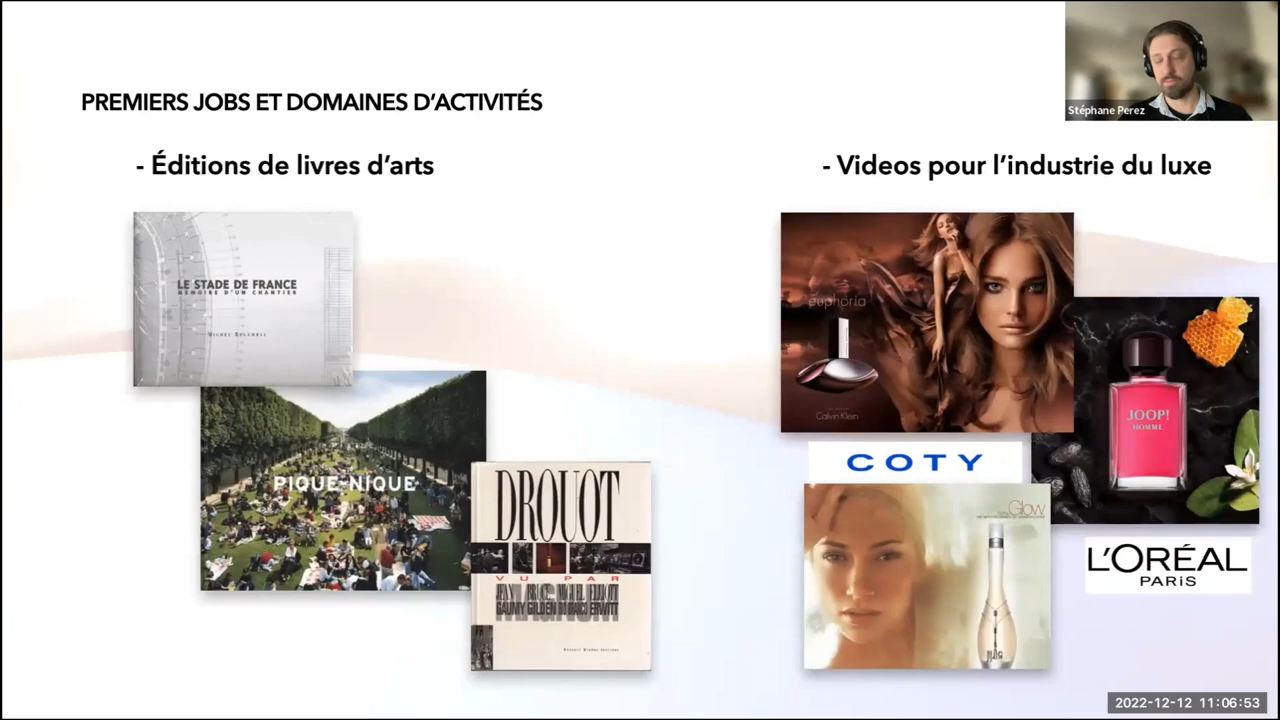 PREMIERS JOBS ET DOMAINES D'ACTIVITÉS
Stéphane Perez
- Éditions de livres d'arts
- Videos pour l'industrie du luxe
LE STADE DE FRANCE
MÉMOIRE D'UN CHANTIER
PIQUE-NIQUE
DROUOT
VU PAR
euphoria
Calvin Klein
COTY
JOOP!
HOMME
Glow
L'ORÉAL
PARIS
2022-12-12 11:06:53